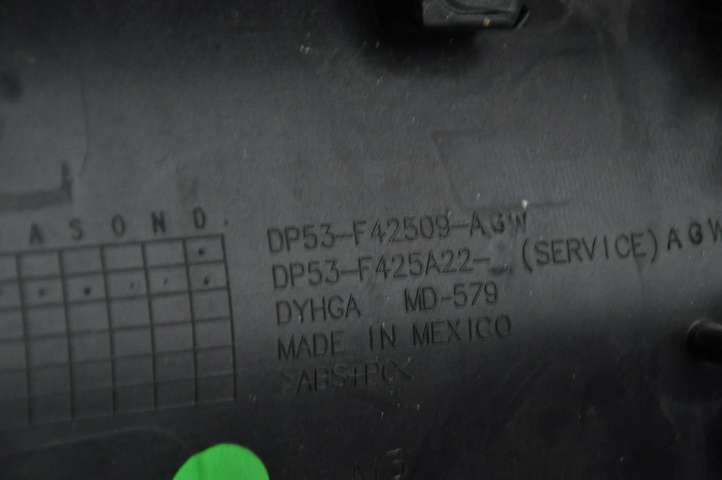 A S O N D
DP53-F42509-AGW
DP53-F425A22-_ (SERVICE) AGW
DYHGA MD-579
MADE IN MEXICO